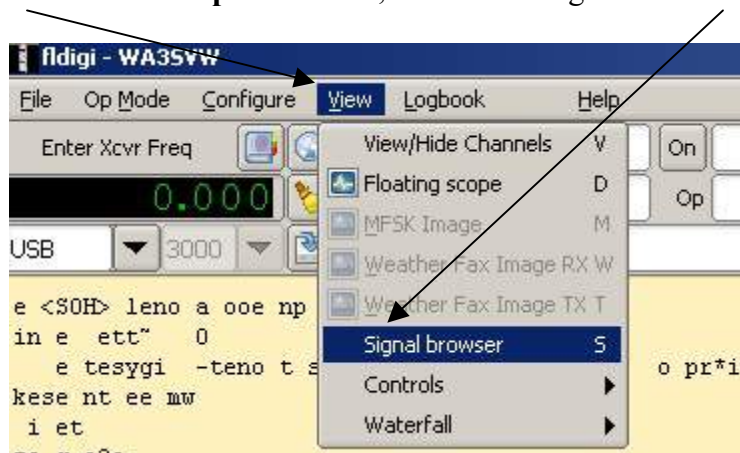 fldigi - WA3SVW
File Op Mode Configure View Logbook Help
Enter Xcvr Freq On
0.000 Op
USB 3000
View/Hide Channels V
Floating scope D
MFSK Image M
Weather Fax Image RX W
Weather Fax Image TX T
Signal browser S
Controls
Waterfall
e <SOH> leno a ooe np
in e ett~ 0
e tesygi -teno t s o pr*i
kese nt ee mw
i et